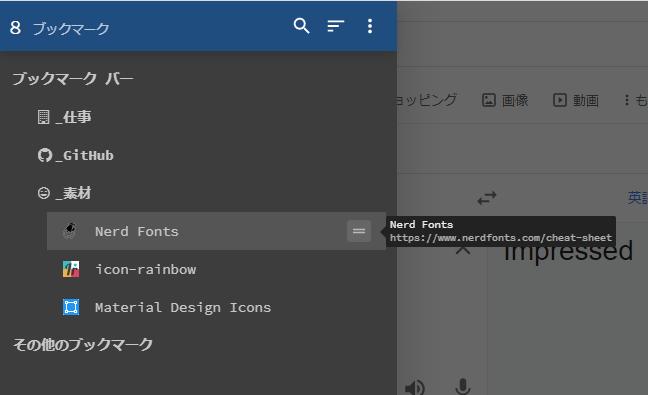 8 ブックマーク
ブックマーク バー
_仕事
_GitHub
_素材
Nerd Fonts
icon-rainbow
Material Design Icons
その他のブックマーク
ョッピング 画像 動画 も
英語
Nerd Fonts
https://www.nerdfonts.com/cheat-sheet
Impressed